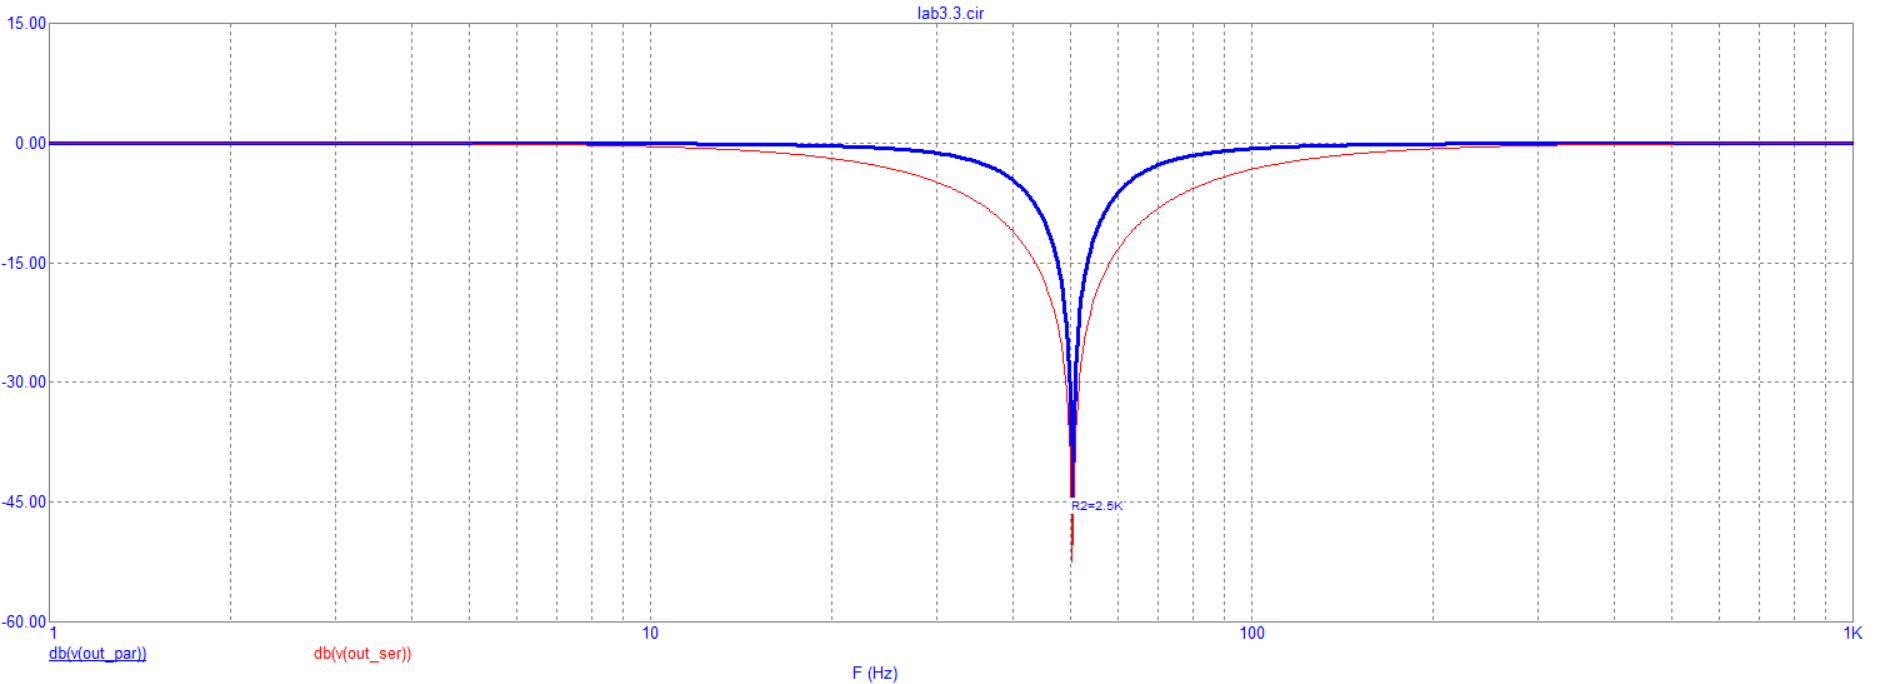 lab3.3.cir
15.00
0.00
-15.00
-30.00
-45.00
R2=2.5K
-60.00
1 10 100 1K
db(v(out_par)) db(v(out_ser))
F (Hz)